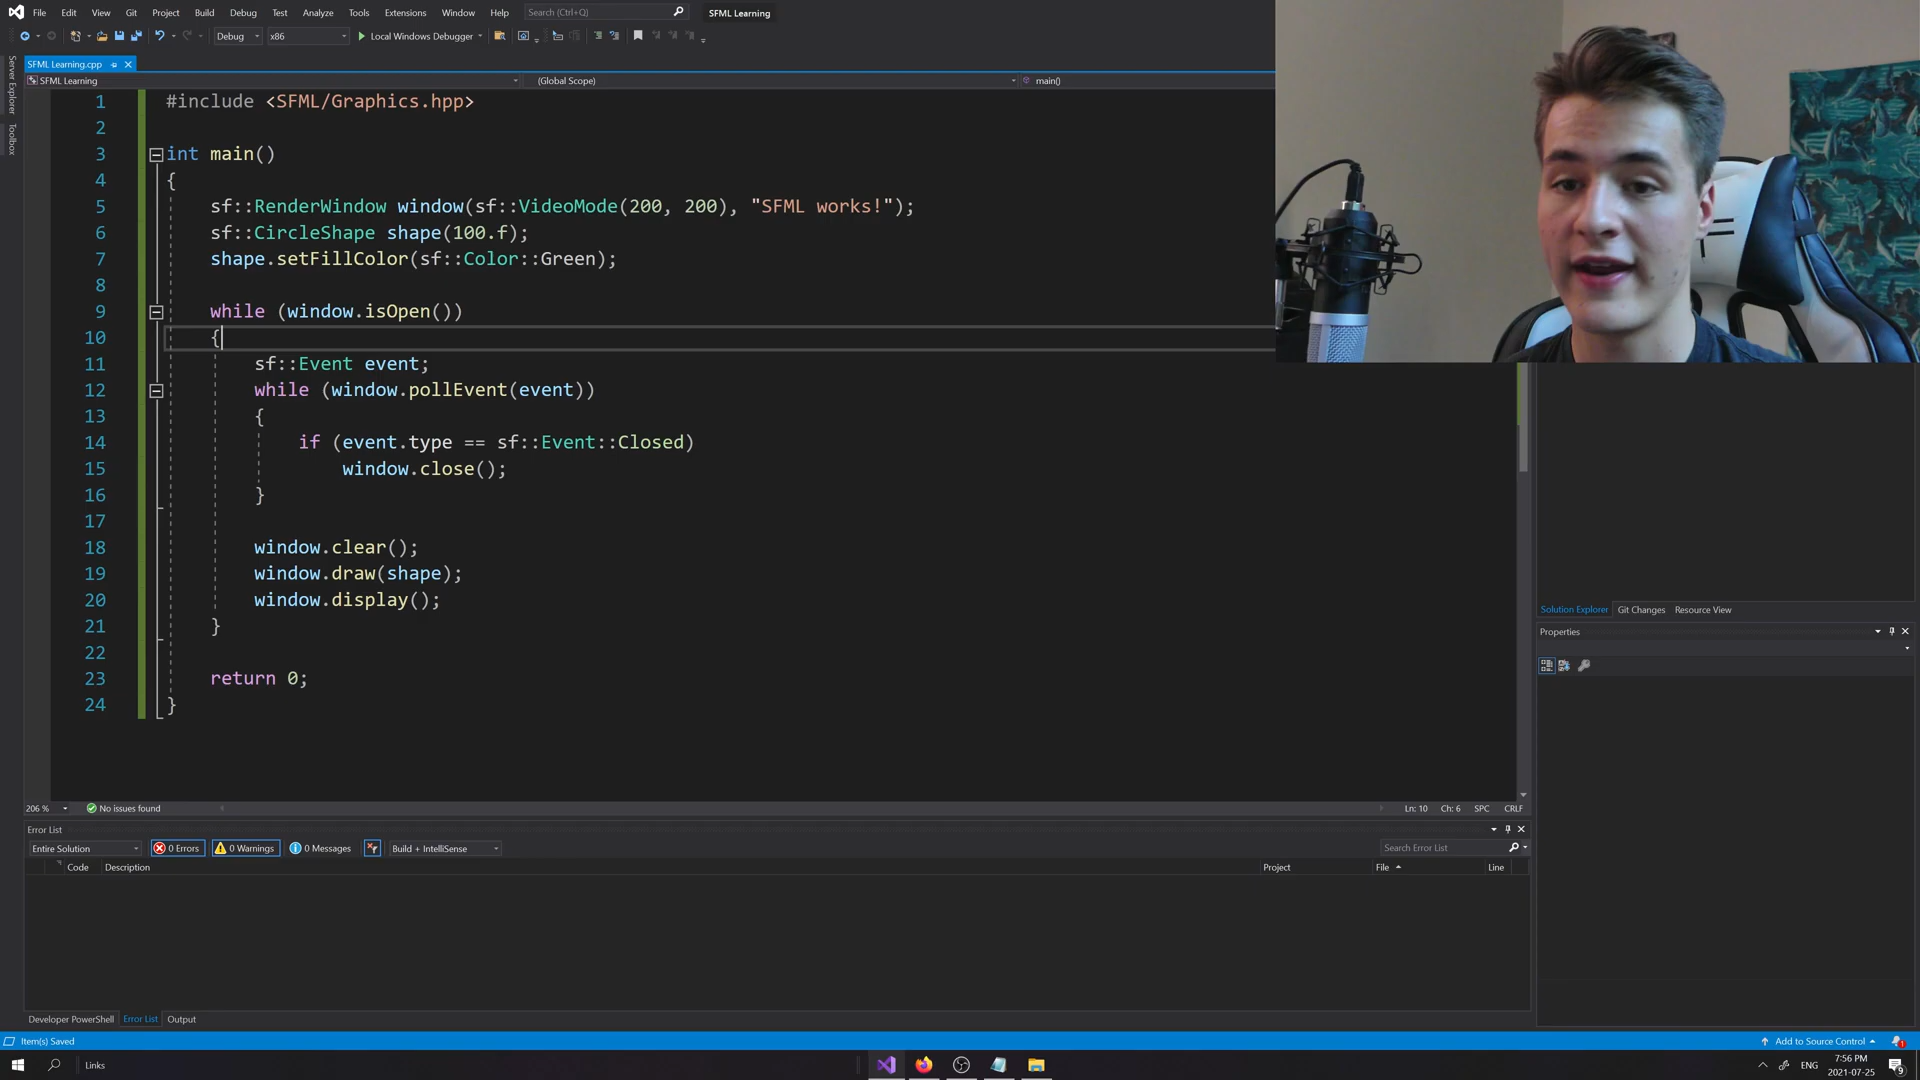 File Edit View Git Project Build Debug Test Analyze Tools Extensions Window Help Search (Ctrl+Q) SFML Learning
Debug x86 Local Windows Debugger
SFML Learning.cpp
SFML Learning (Global Scope) main()
Server Explorer
Toolbox
1 #include <SFML/Graphics.hpp>
2
3 int main()
4 {
5 sf::RenderWindow window(sf::VideoMode(200, 200), "SFML works!");
6 sf::CircleShape shape(100.f);
7 shape.setFillColor(sf::Color::Green);
8
9 while (window.isOpen())
10 {
11 sf::Event event;
12 while (window.pollEvent(event))
13 {
14 if (event.type == sf::Event::Closed)
15 window.close();
16 }
17
18 window.clear();
19 window.draw(shape);
20 window.display();
21 }
22
23 return 0;
24 }
206 % No issues found Ln: 10 Ch: 6 SPC CRLF
Solution Explorer Git Changes Resource View
Properties
Error List
Entire Solution 0 Errors 0 Warnings 0 Messages Build + IntelliSense Search Error List
Code Description Project File Line
Developer PowerShell Error List Output
Item(s) Saved Add to Source Control 1
Links ENG 7:56 PM
2021-07-25 9